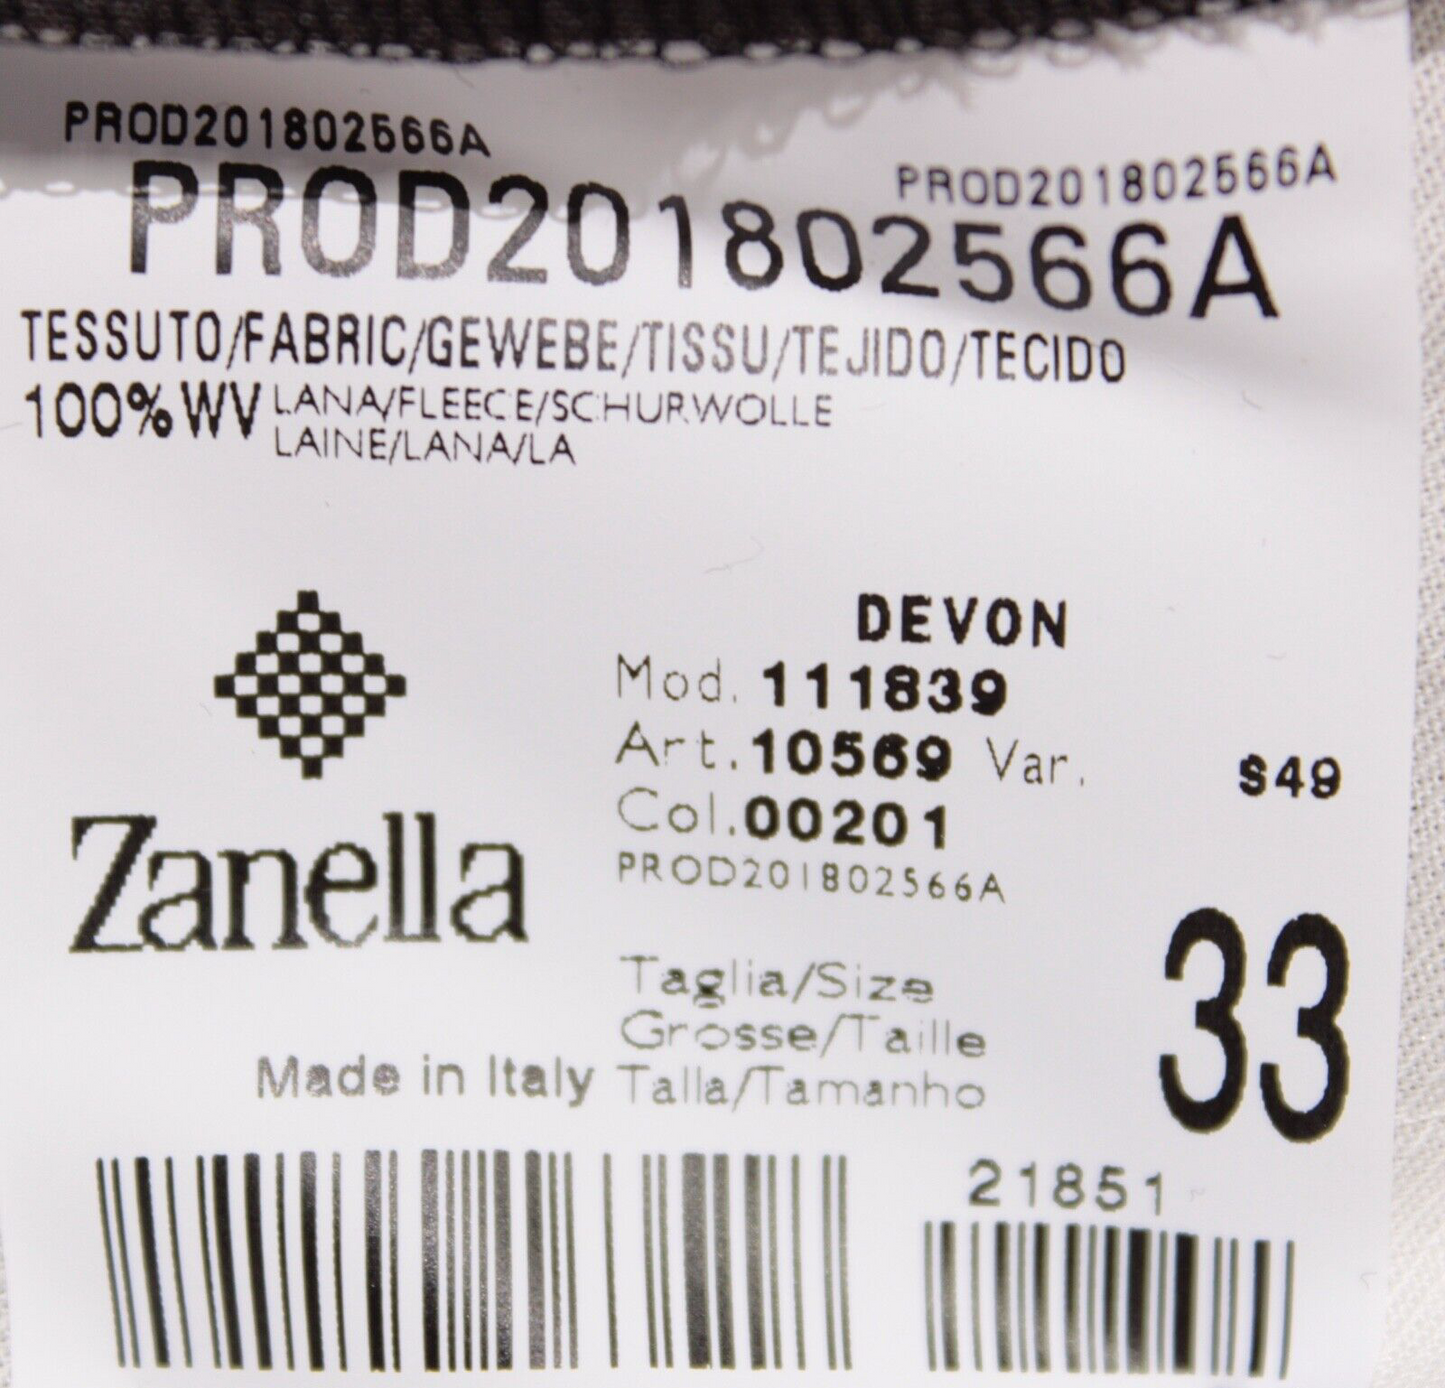 PROD201802566A
PROD201802566A
PROD201802566A
TESSUTO/FABRIC/GEWEBE/TISSU/TEJIDO/TECIDO
100% WV LANA/FLEECE/SCHURWOLLE
LAINE/LANA/LA
DEVON
Mod. 111839
Art. 10569 Var. S49
Col. 00201
PROD201802566A
Zanella
Taglia/Size
Grosse/Taille
Talla/Tamanho
33
Made in Italy
21851